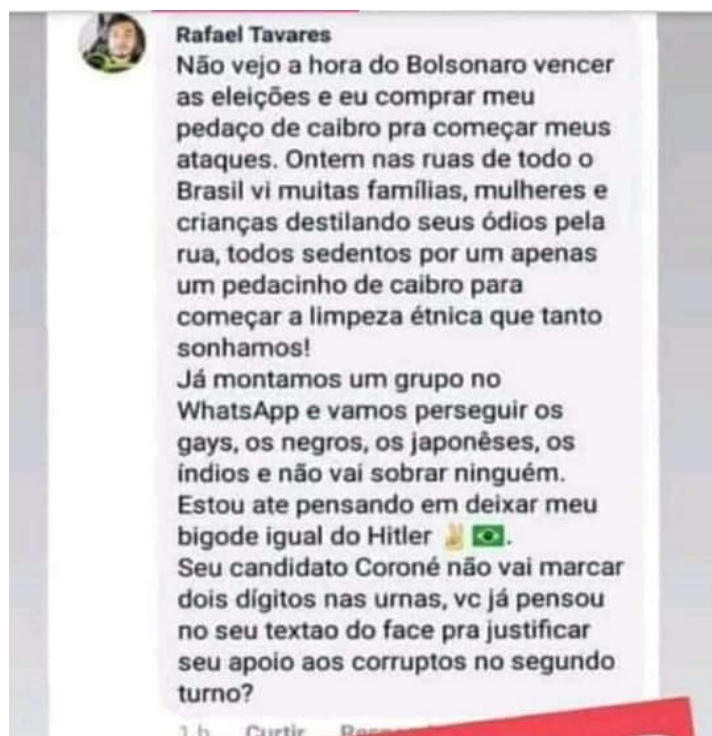 Rafael Tavares
Não vejo a hora do Bolsonaro vencer
as eleições e eu comprar meu
pedaço de caibro pra começar meus
ataques. Ontem nas ruas de todo o
Brasil vi muitas famílias, mulheres e
crianças destilando seus ódios pela
rua, todos sedentos por um apenas
um pedacinho de caibro para
começar a limpeza étnica que tanto
sonhamos!
Já montamos um grupo no
WhatsApp e vamos perseguir os
gays, os negros, os japonêses, os
índios e não vai sobrar ninguém.
Estou ate pensando em deixar meu
bigode igual do Hitler ✌🇧🇷.
Seu candidato Coroné não vai marcar
dois dígitos nas urnas, vc já pensou
no seu textao do face pra justificar
seu apoio aos corruptos no segundo
turno?
1 h Curtir